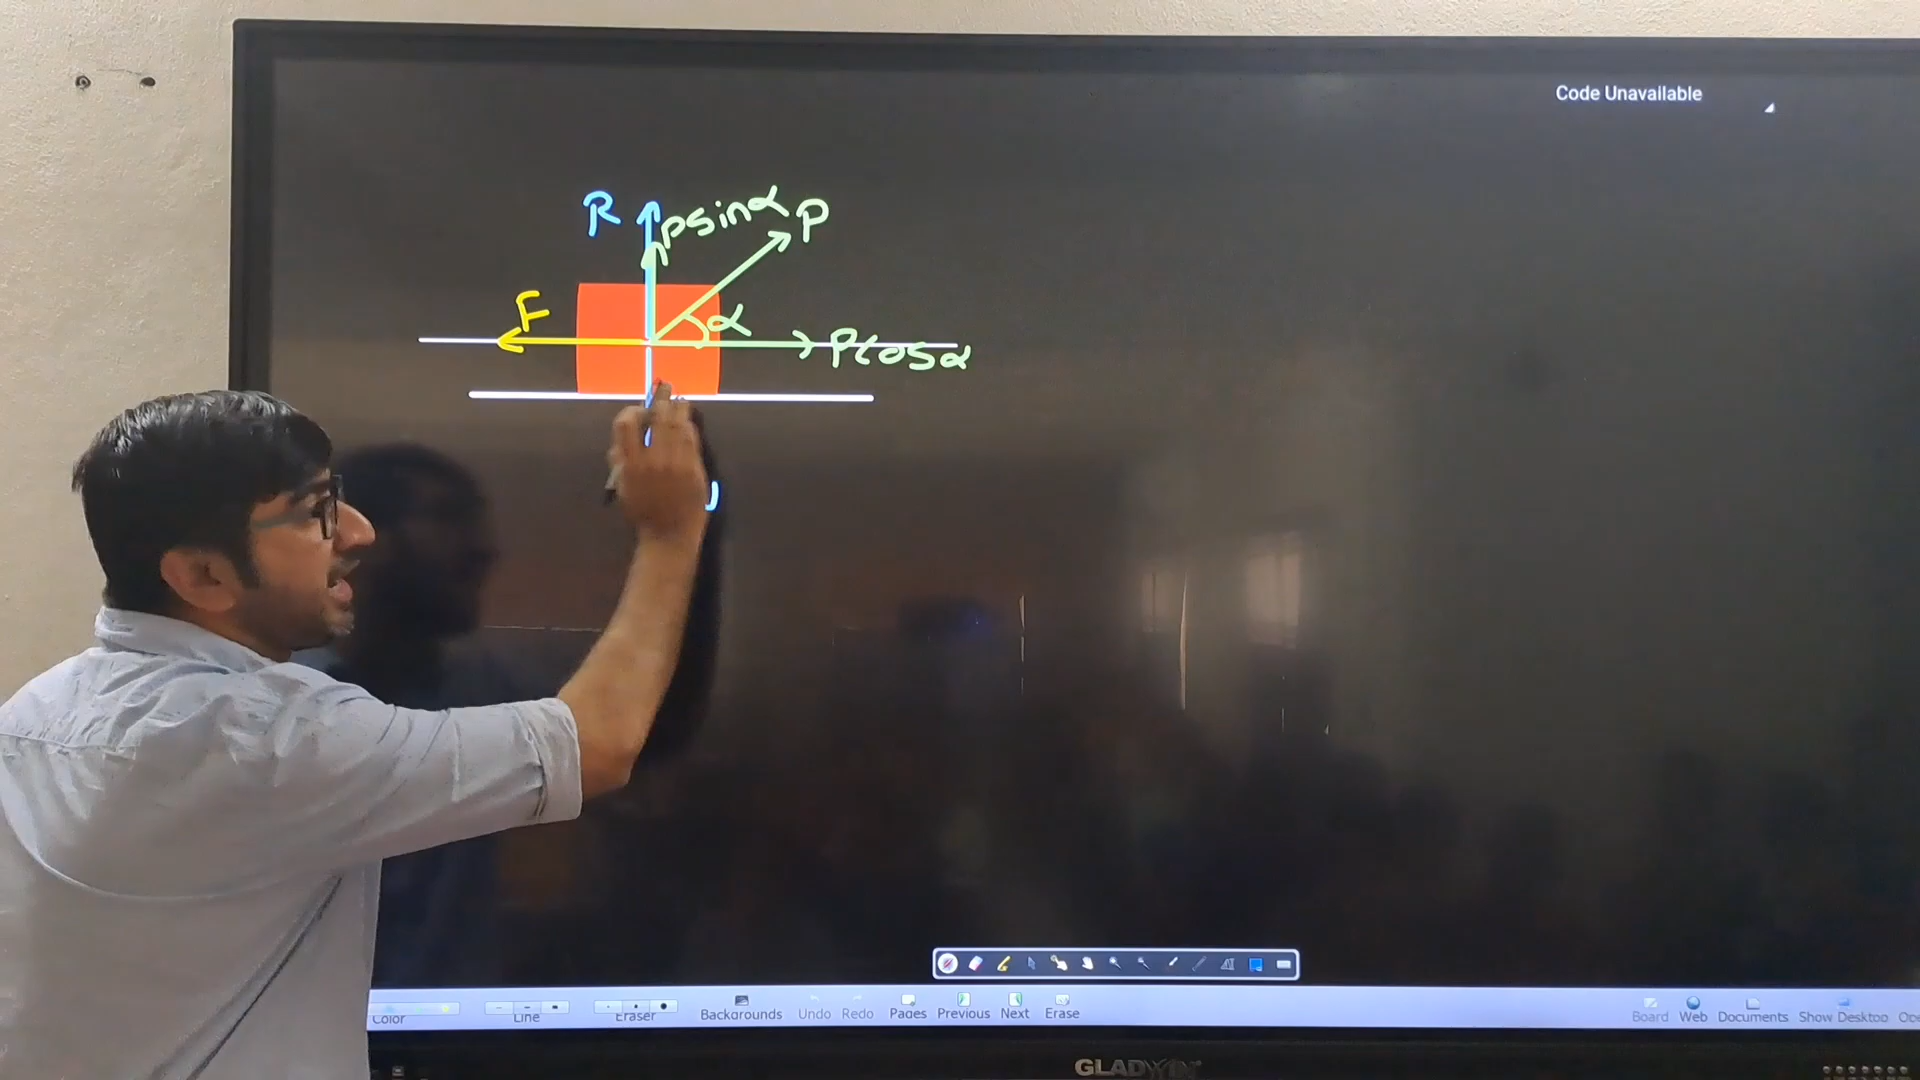 Code Unavailable
R
Psinα
P
F
α
Pcosα
Color
Line
Eraser
Backgrounds
Undo
Redo
Pages
Previous
Next
Erase
Board
Web
Documents
Show Desktop
GLADWIN